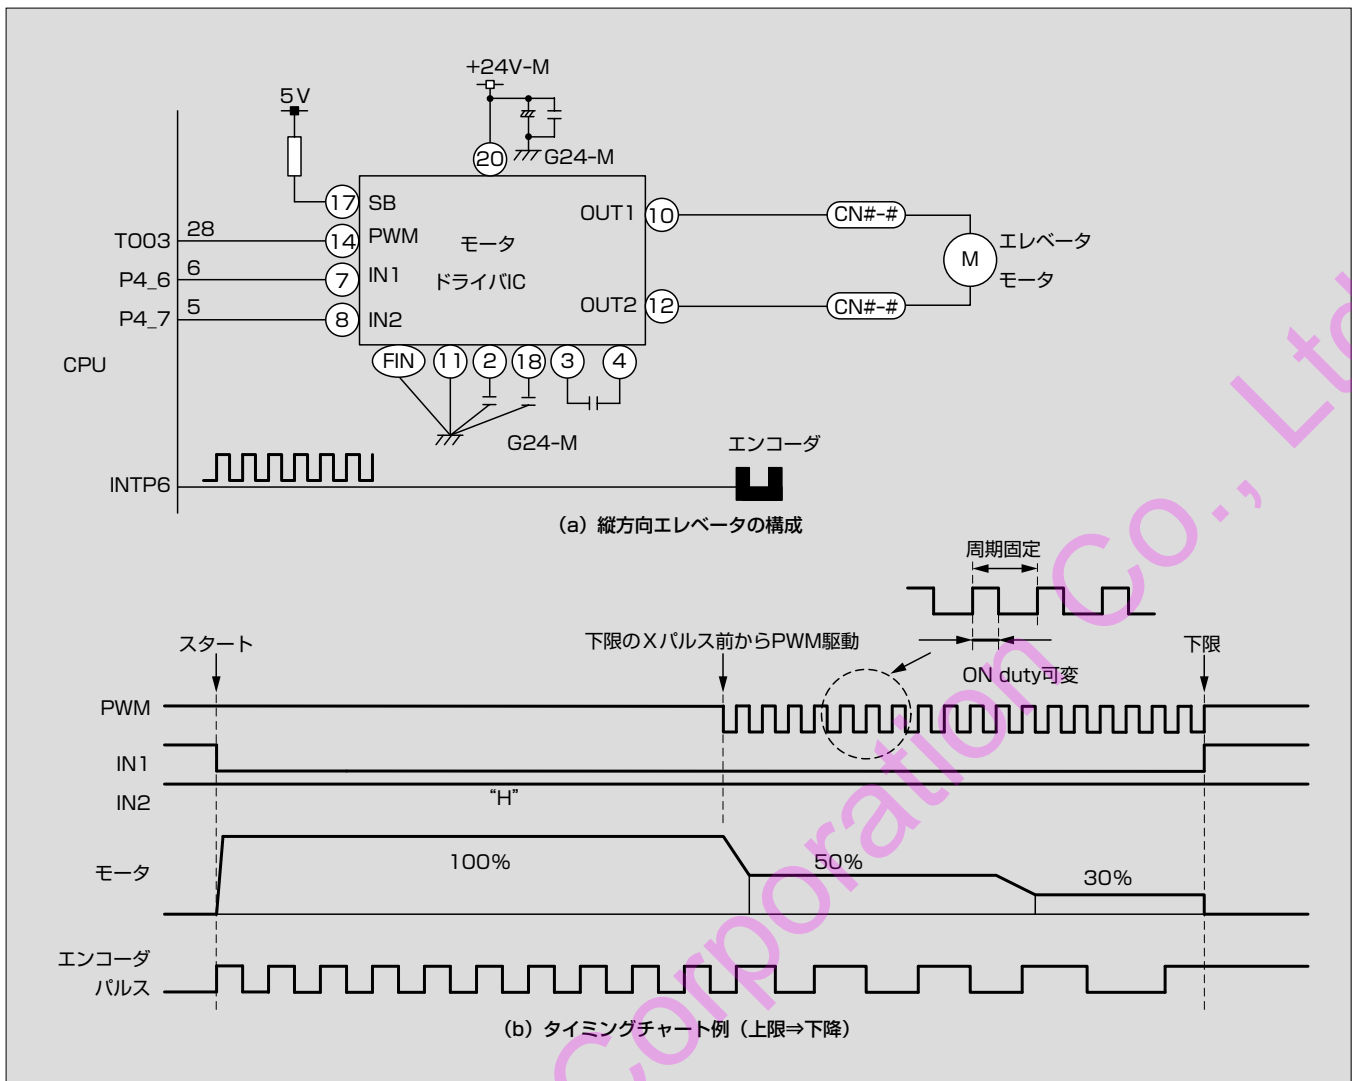 +24V-M
5V
20
G24-M
17
SB
OUT1
10
CN#-#
TO03
28
14
PWM
モータ
エレベータ
M
P4_6
6
7
IN1
ドライバIC
モータ
OUT2
12
CN#-#
P4_7
5
8
IN2
FIN
11
2
18
3
4
CPU
G24-M
エンコーダ
INTP6
(a)縦方向エレベータの構成
周期固定
スタート
下限のXパルス前からPWM駆動
下限
ON duty可変
PWM
IN1
IN2
“H”
100%
50%
30%
モータ
エンコーダ
パルス
(b)タイミングチャート例(上限⇒下降)
Corporation Co., Ltd